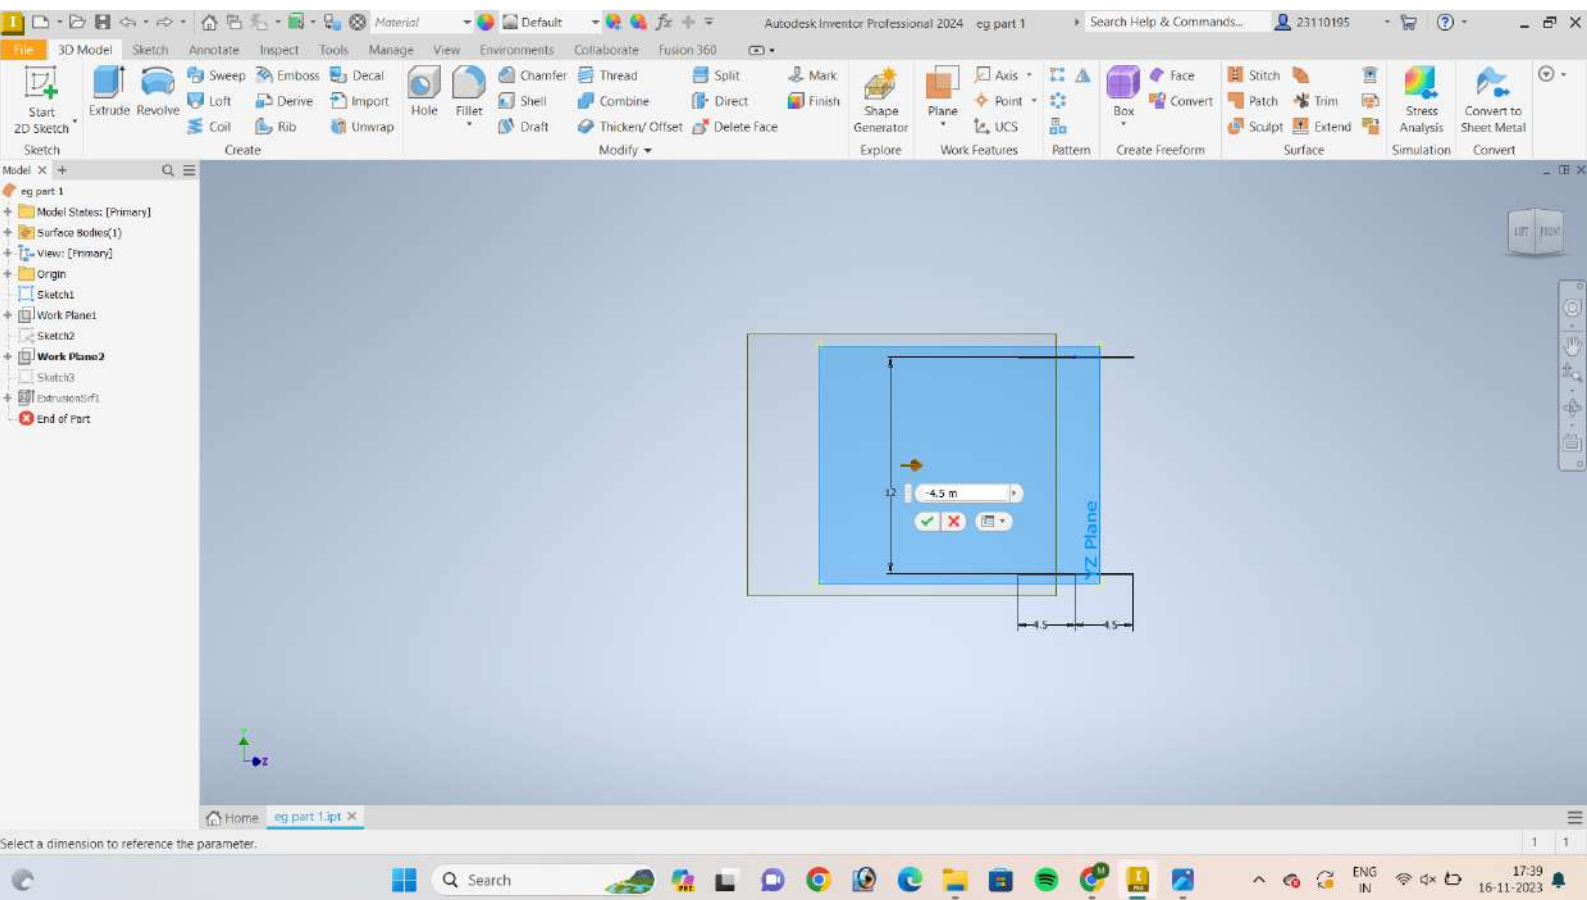 Material
Default
Autodesk Inventor Professional 2024 eg part 1
Search Help & Commands...
23110195
File 3D Model Sketch Annotate Inspect Tools Manage View Environments Collaborate Fusion 360
Start
2D Sketch
Sketch
Extrude Revolve
Sweep Emboss Decal
Loft Derive Import
Coil Rib Unwrap
Create
Hole Fillet
Chamfer Thread Split Mark
Shell Combine Direct Finish
Draft Thicken/ Offset Delete Face
Modify
Shape
Generator
Explore
Plane
Axis
Point
UCS
Work Features
Pattern
Box
Face
Convert
Create Freeform
Stitch
Patch Trim
Sculpt Extend
Surface
Stress
Analysis
Simulation
Convert to
Sheet Metal
Convert
Model
eg part 1
Model States: [Primary]
Surface Bodies(1)
View: [Primary]
Origin
Sketch1
Work Plane1
Sketch2
Work Plane2
Sketch3
ExtrusionSrf1
End of Part
LEFT FRONT
12
-4.5 m
YZ Plane
4.5 4.5
Y
Z
Home eg part 1.ipt
Select a dimension to reference the parameter.
1 1
Search
PRE
M
ENG
IN
17:39
16-11-2023